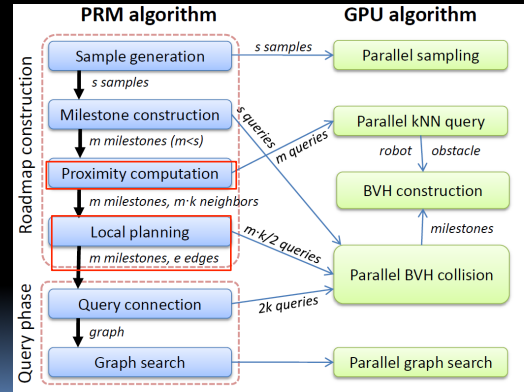 PRM algorithm
GPU algorithm
Roadmap construction
Sample generation
s samples
Parallel sampling
s samples
Milestone construction
s queries
Parallel kNN query
m milestones (m<s)
m queries
robot
obstacle
Proximity computation
BVH construction
m milestones, m·k neighbors
Local planning
m·k/2 queries
milestones
m milestones, e edges
Parallel BVH collision
Query phase
Query connection
2k queries
graph
Graph search
Parallel graph search